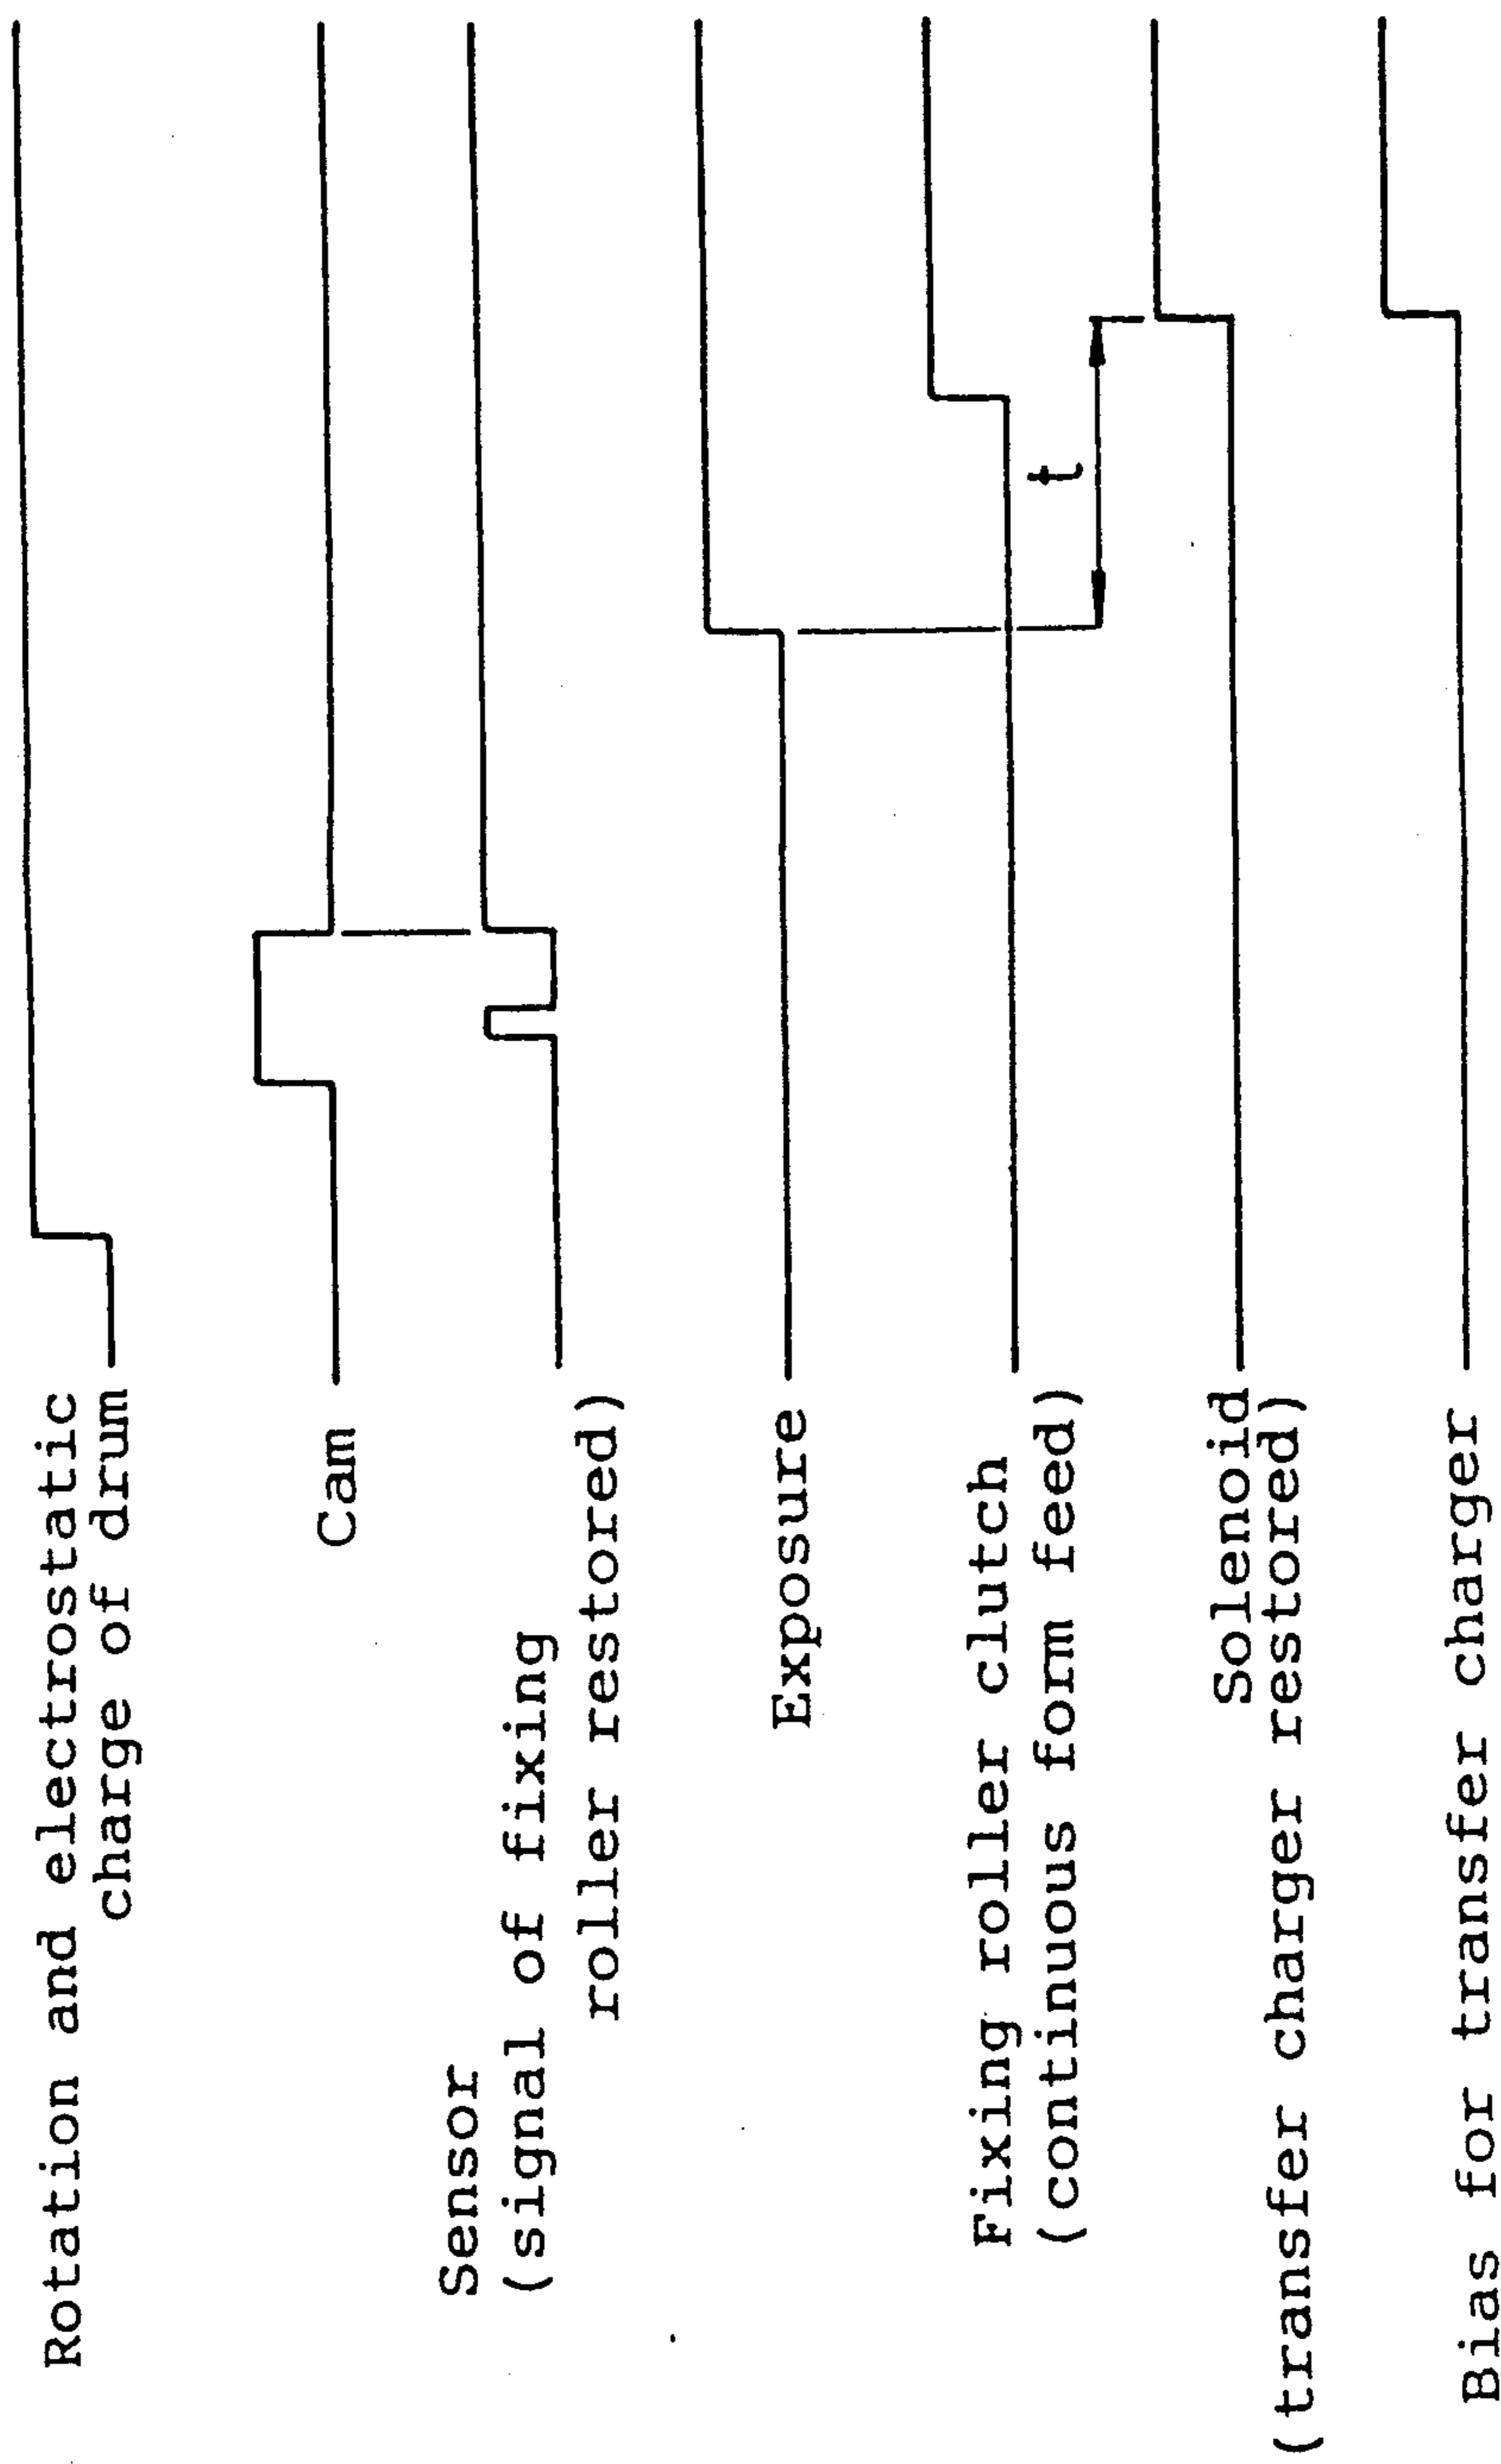 Rotation and electrostatic
charge of drum
Cam
Sensor
(signal of fixing
roller restored)
Exposure
Fixing roller clutch
(continuous form feed)
t
Solenoid
(transfer charger restored)
Bias for transfer charger